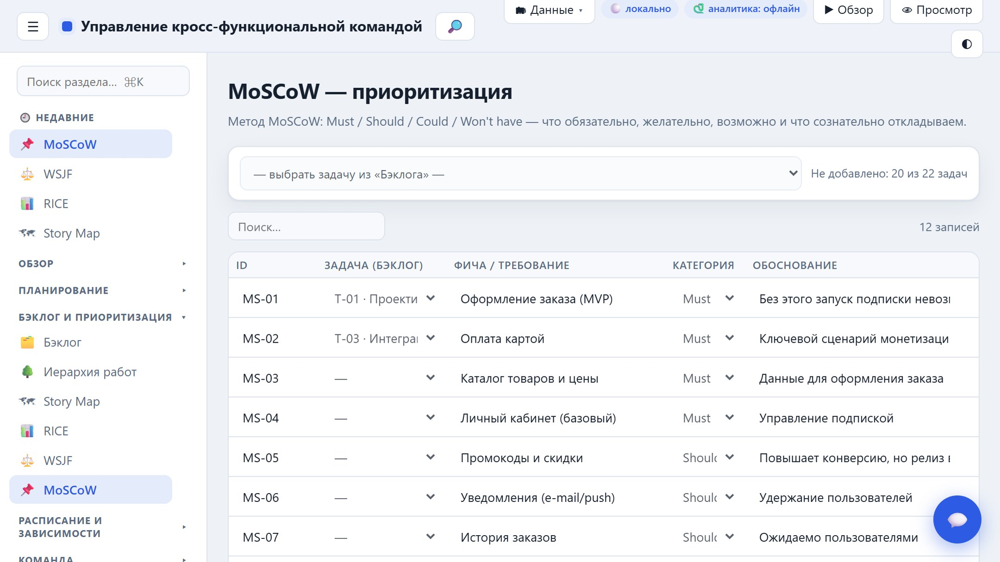 ☰ Управление кросс-функциональной командой
Данные ▾ локально аналитика: офлайн ▶ Обзор Просмотр
Поиск раздела... ⌘K
НЕДАВНИЕ
MoSCoW
WSJF
RICE
Story Map
ОБЗОР
ПЛАНИРОВАНИЕ
БЭКЛОГ И ПРИОРИТИЗАЦИЯ
Бэклог
Иерархия работ
Story Map
RICE
WSJF
MoSCoW
РАСПИСАНИЕ И
ЗАВИСИМОСТИ
КОМАНДА
MoSCoW — приоритизация
Метод MoSCoW: Must / Should / Could / Won't have — что обязательно, желательно, возможно и что сознательно откладываем.
— выбрать задачу из «Бэклога» — Не добавлено: 20 из 22 задач
Поиск... 12 записей
ID ЗАДАЧА (БЭКЛОГ) ФИЧА / ТРЕБОВАНИЕ КАТЕГОРИЯ ОБОСНОВАНИЕ
MS-01 T-01 · Проекти Оформление заказа (MVP) Must Без этого запуск подписки
MS-02 T-03 · Оплата картой Must Ключевой сценарий монетизаци
MS-03 — Каталог товаров и цены Must Данные для оформления заказа
MS-04 — Личный кабинет (базовый) Must Управление подпиской
MS-05 — Промокоды и скидки Повышает конверсию, но релиз
MS-06 — Уведомления (e-mail/push) Удержание пользователей
MS-07 — История заказов Ожидаемо пользователями